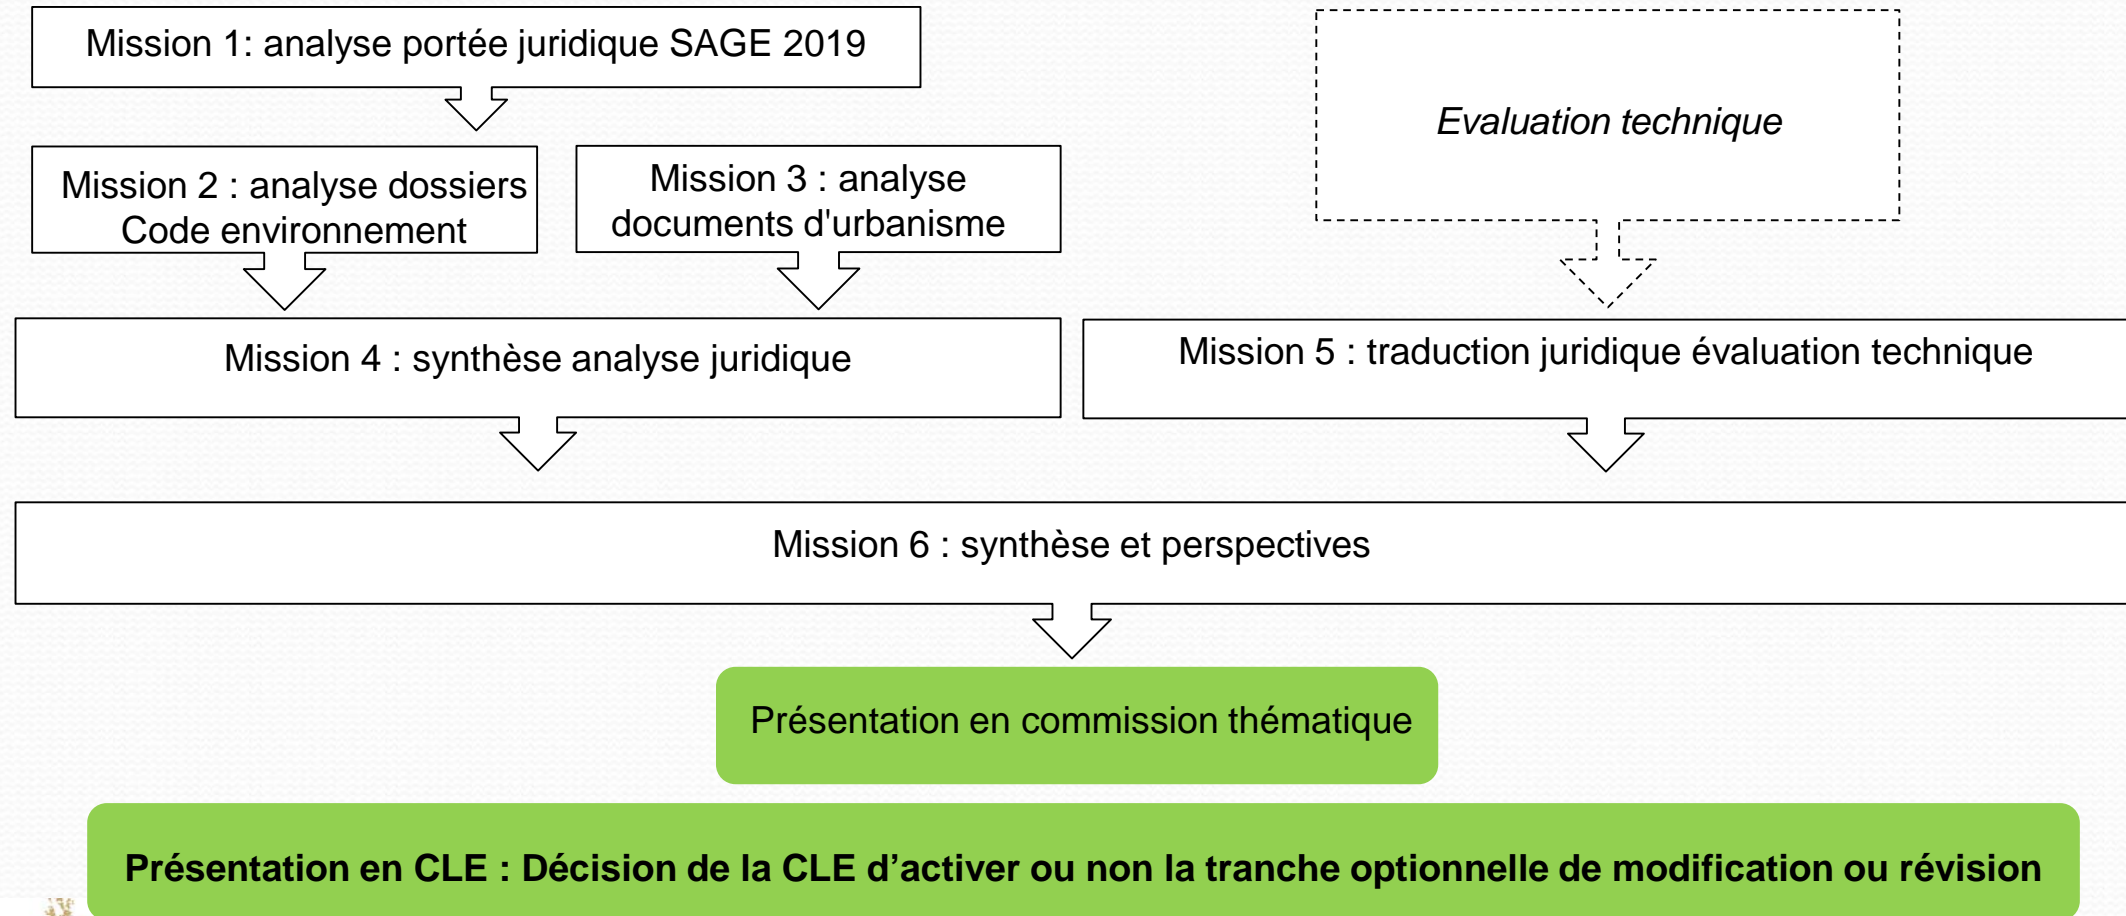 Mission 1: analyse portée juridique SAGE 2019
Evaluation technique
Mission 2 : analyse dossiers
Code environnement
Mission 3 : analyse
documents d'urbanisme
Mission 4 : synthèse analyse juridique
Mission 5 : traduction juridique évaluation technique
Mission 6 : synthèse et perspectives
Présentation en commission thématique
Présentation en CLE : Décision de la CLE d’activer ou non la tranche optionnelle de modification ou révision